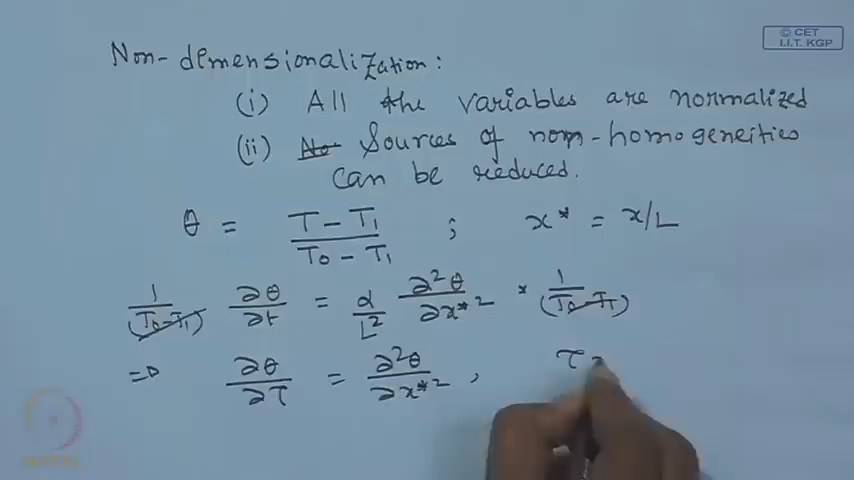 © CET
I.I.T. KGP
Non-dimensionalization:
(i) All the variables are normalized
(ii) Sources of non-homogeneities
can be reduced.
θ = T - T₁ / T₀ - T₁ ; x* = x/L
1/(T₀-T₁) ∂θ/∂t = α/L² ∂²θ/∂x*² * 1/(T₀-T₁)
⇒ ∂θ/∂τ = ∂²θ/∂x*², τ =